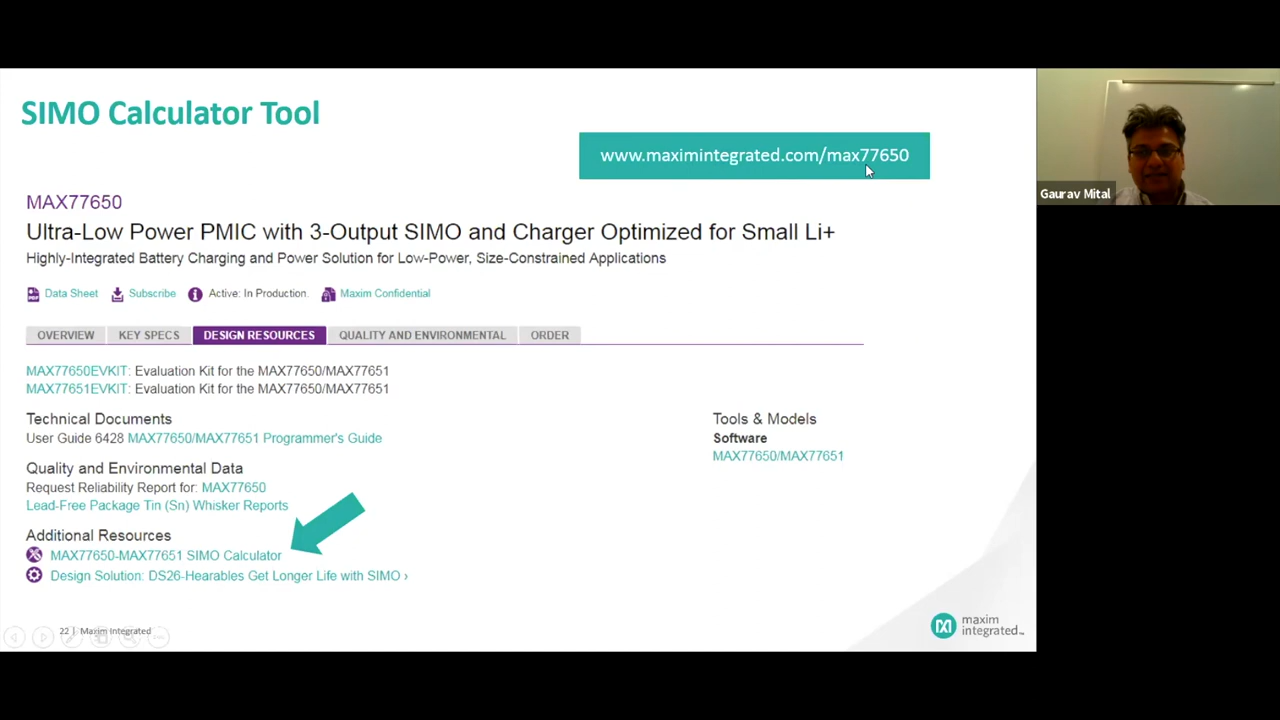 SIMO Calculator Tool
www.maximintegrated.com/max77650
Gaurav Mital
MAX77650
Ultra-Low Power PMIC with 3-Output SIMO and Charger Optimized for Small Li+
Highly-Integrated Battery Charging and Power Solution for Low-Power, Size-Constrained Applications
Data Sheet Subscribe Active: In Production. Maxim Confidential
OVERVIEW KEY SPECS DESIGN RESOURCES QUALITY AND ENVIRONMENTAL ORDER
MAX77650EVKIT: Evaluation Kit for the MAX77650/MAX77651
MAX77651EVKIT: Evaluation Kit for the MAX77650/MAX77651
Technical Documents
User Guide 6428 MAX77650/MAX77651 Programmer's Guide
Tools & Models
Software
MAX77650/MAX77651
Quality and Environmental Data
Request Reliability Report for: MAX77650
Lead-Free Package Tin (Sn) Whisker Reports
Additional Resources
MAX77650-MAX77651 SIMO Calculator
Design Solution: DS26-Hearables Get Longer Life with SIMO ›
22 | Maxim Integrated
maxim
integrated™